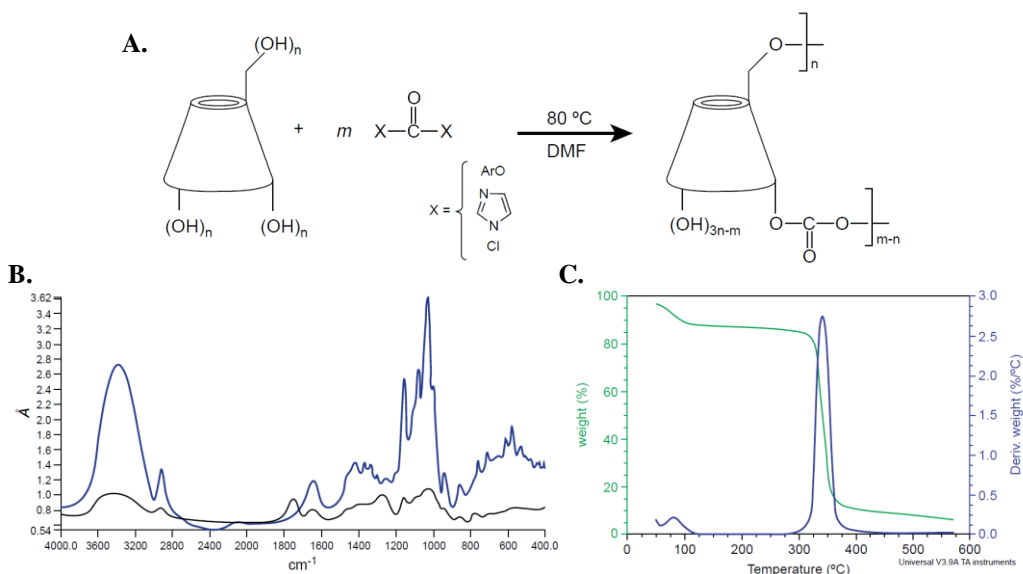 A.
(OH)n
+ m
O
X—C—X
X =
ArO
N
N
Cl
80 ºC
DMF
O
n
(OH)n
(OH)n
(OH)3n-m
O—C—O
O
m-n
B.
3.62
3.4
3.2
3.0
2.8
2.6
2.4
2.2
2.0
1.8
1.6
1.4
1.2
1.0
0.8
0.54
Å
4000.0 3600 3200 2800 2400 2000 1800 1600 1400 1200 1000 800 600 400.0
cm-1
C.
100
80
60
40
20
0
weight (%)
3.0
2.5
2.0
1.5
1.0
0.5
0.0
Deriv. weight (%/ºC)
0 100 200 300 400 500 600
Temperature (ºC)
Universal V3.9A TA instruments